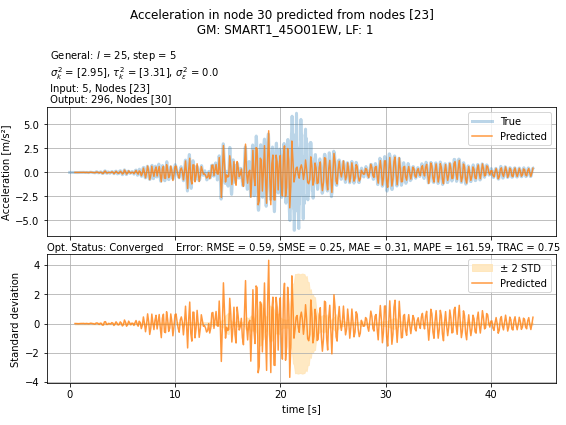 Acceleration in node 30 predicted from nodes [23]
GM: SMART1_45O01EW, LF: 1
General: l = 25, step = 5
σ²ₖ = [2.95], τ²ₖ = [3.31], σ²ε = 0.0
Input: 5, Nodes [23]
Output: 296, Nodes [30]
Acceleration [m/s²]
5.0
2.5
0.0
−2.5
−5.0
True
Predicted
Opt. Status: Converged Error: RMSE = 0.59, SMSE = 0.25, MAE = 0.31, MAPE = 161.59, TRAC = 0.75
Standard deviation
4
2
0
−2
−4
± 2 STD
Predicted
0 10 20 30 40
time [s]